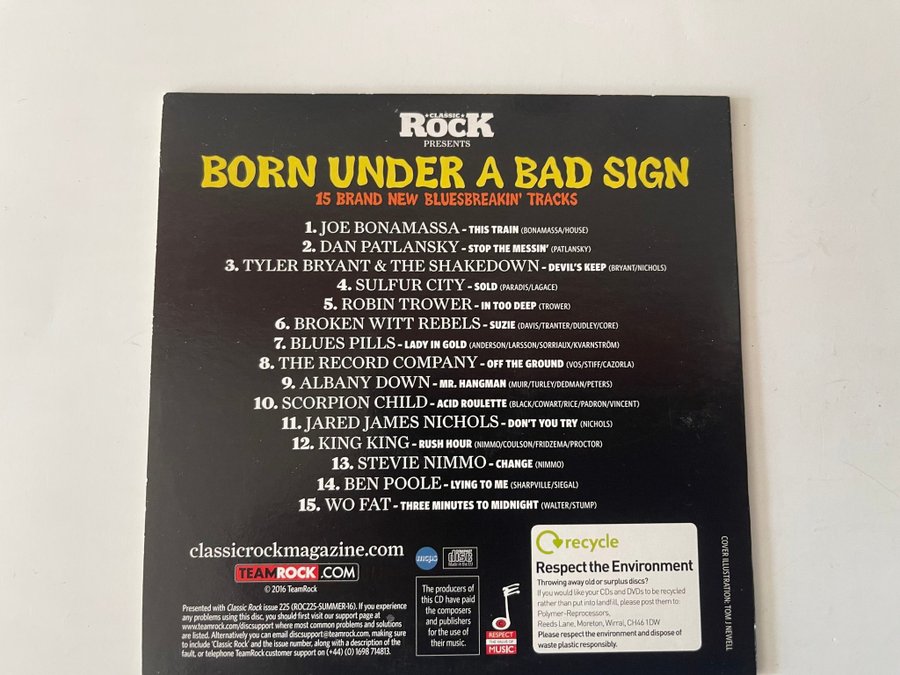 CLASSIC
ROCK
PRESENTS
BORN UNDER A BAD SIGN
15 BRAND NEW BLUESBREAKIN' TRACKS
1. JOE BONAMASSA - THIS TRAIN (BONAMASSA/HOUSE)
2. DAN PATLANSKY - STOP THE MESSIN' (PATLANSKY)
3. TYLER BRYANT & THE SHAKEDOWN - DEVIL'S KEEP (BRYANT/NICHOLS)
4. SULFUR CITY - SOLD (PARADIS/LAGACE)
5. ROBIN TROWER - IN TOO DEEP (TROWER)
6. BROKEN WITT REBELS - SUZIE (DAVIS/TRANTER/DUDLEY/CORE)
7. BLUES PILLS - LADY IN GOLD (ANDERSON/LARSSON/SORRIAUX/KVARNSTRÖM)
8. THE RECORD COMPANY - OFF THE GROUND (VOS/STIFF/CAZORLA)
9. ALBANY DOWN - MR. HANGMAN (MUIR/TURLEY/DEDMAN/PETERS)
10. SCORPION CHILD - ACID ROULETTE (BLACK/COWART/RICE/PADRON/VINCENT)
11. JARED JAMES NICHOLS - DON'T YOU TRY (NICHOLS)
12. KING KING - RUSH HOUR (NIMMO/COULSON/FRIDZEMA/PROCTOR)
13. STEVIE NIMMO - CHANGE (NIMMO)
14. BEN POOLE - LYING TO ME (SHARPVILLE/SIEGAL)
15. WO FAT - THREE MINUTES TO MIDNIGHT (WALTER/STUMP)
classicrockmagazine.com
TEAMROCK.COM
© 2016 TeamRock
Presented with Classic Rock issue 225 (ROC225-SUMMER-16). If you experience
any problems using this disc, you should first visit our support page at
www.teamrock.com/discsupport where most common problems and solutions
are listed. Alternatively you can email discsupport@teamrock.com, making sure
to include 'Classic Rock' and the issue number, along with a description of the
fault, or telephone TeamRock customer support on (+44) (0) 1698 714813.
mcps
COMPACT
disc
Made in the EU
The producers of
this CD have paid
the composers
and publishers
for the use of
their music.
RESPECT
THE VALUE OF
MUSIC
recycle
Respect the Environment
Throwing away old or surplus discs?
If you would like your CDs and DVDs to be recycled
rather than put into landfill, please post them to:
Polymer-Reprocessors,
Reeds Lane, Moreton, Wirral, CH46 1DW
Please respect the environment and dispose of
waste plastic responsibly.
COVER ILLUSTRATION: TOM J NEWELL